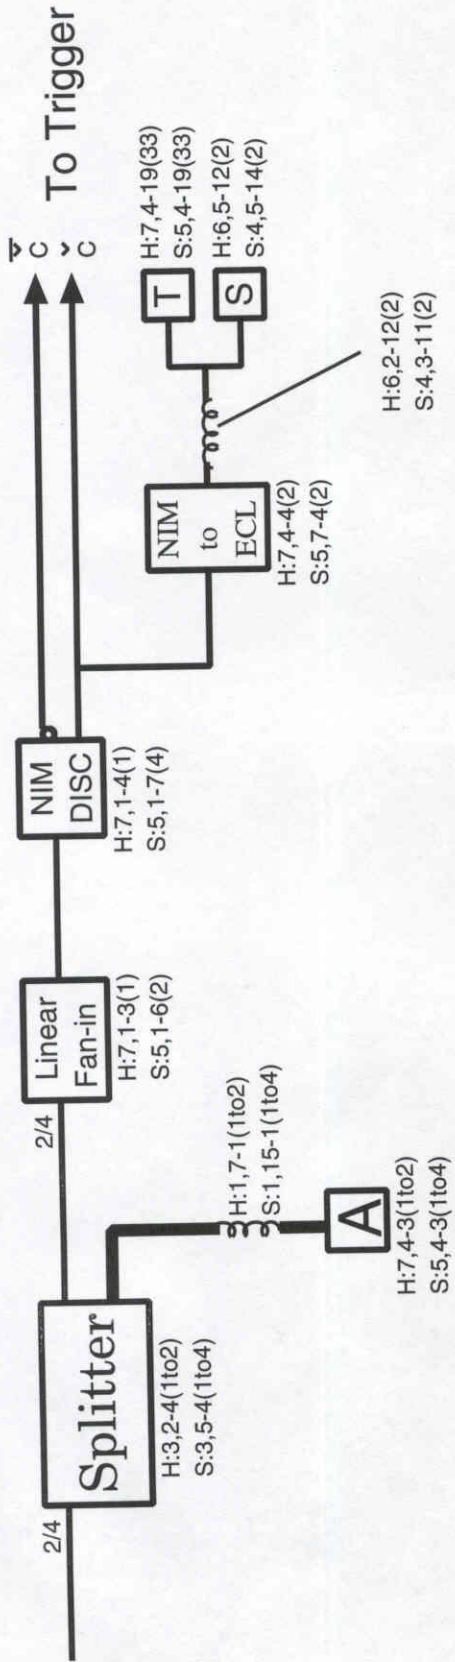 2/4
Splitter
H:3,2-4(1to2)
S:3,5-4(1to4)
2/4
H:1,7-1(1to2)
S:1,15-1(1to4)
A
H:7,4-3(1to2)
S:5,4-3(1to4)
Linear
Fan-in
H:7,1-3(1)
S:5,1-6(2)
NIM
DISC
H:7,1-4(1)
S:5,1-7(4)
NIM
to
ECL
H:7,4-4(2)
S:5,7-4(2)
H:6,2-12(2)
S:4,3-11(2)
T
H:7,4-19(33)
S:5,4-19(33)
S
H:6,5-12(2)
S:4,5-14(2)
Č̅
Č
To Trigger